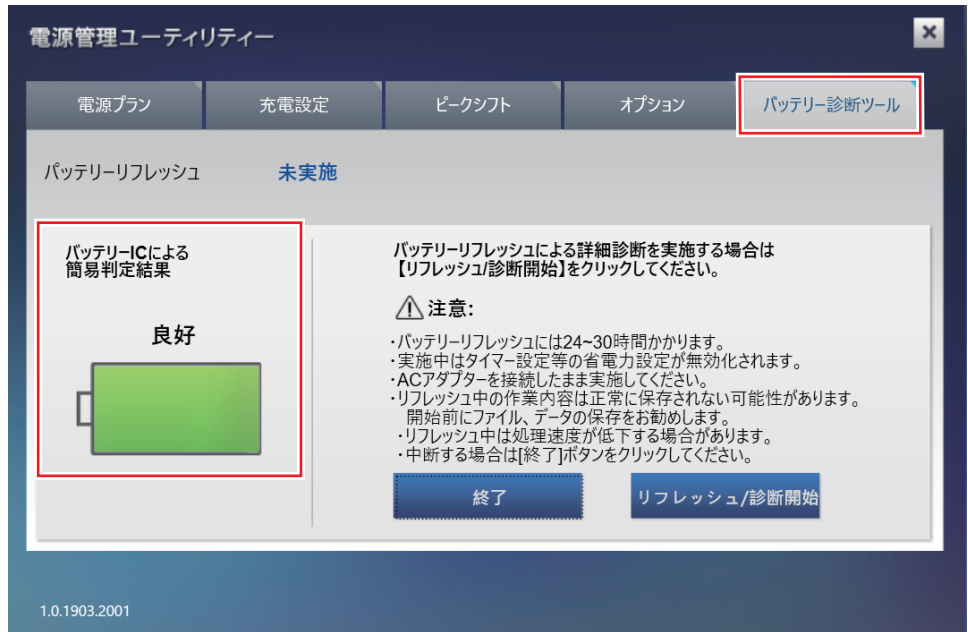 電源管理ユーティリティー
電源プラン
充電設定
ピークシフト
オプション
バッテリー診断ツール
バッテリーリフレッシュ
未実施
バッテリーICによる
簡易判定結果
良好
バッテリーリフレッシュによる詳細診断を実施する場合は
【リフレッシュ/診断開始】をクリックしてください。
注意:
・バッテリーリフレッシュには24~30時間かかります。
・実施中はタイマー設定等の省電力設定が無効化されます。
・ACアダプターを接続したまま実施してください。
・リフレッシュ中の作業内容は正常に保存されない可能性があります。
開始前にファイル、データの保存をお勧めします。
・リフレッシュ中は処理速度が低下する場合があります。
・中断する場合は[終了]ボタンをクリックしてください。
終了
リフレッシュ/診断開始
1.0.1903.2001